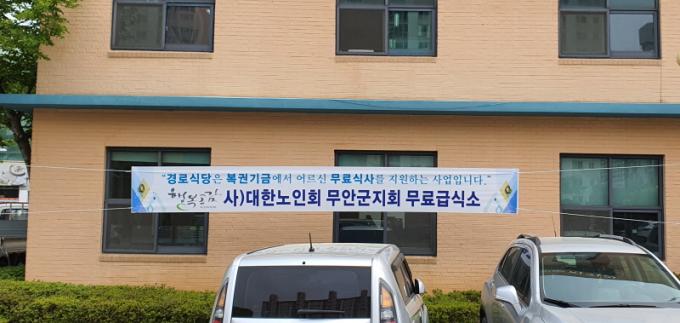 "경로식당은 복권기금에서 어르신 무료식사를 지원하는 사업입니다."
행복공감 사)대한노인회 무안군지회 무료급식소